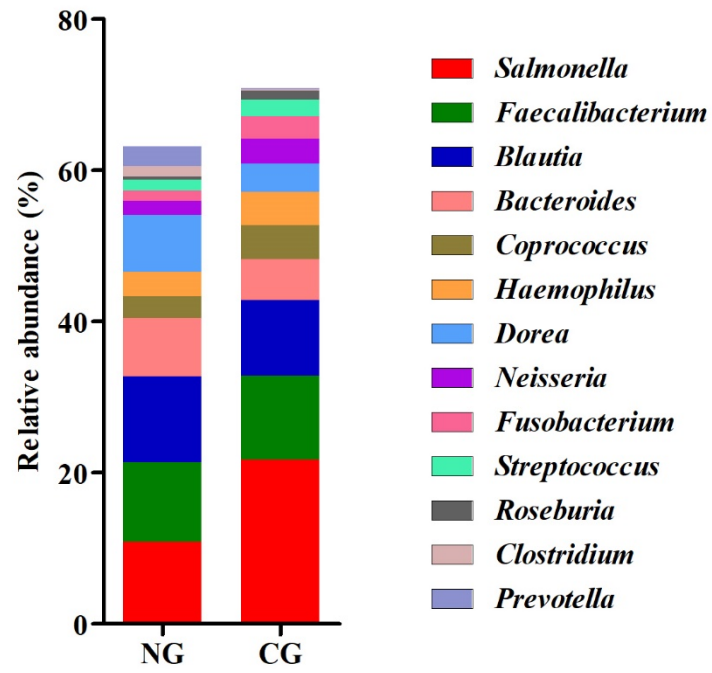 80
60
40
20
0
Relative abundance (%)
NG
CG
Salmonella
Faecalibacterium
Blautia
Bacteroides
Coprococcus
Haemophilus
Dorea
Neisseria
Fusobacterium
Streptococcus
Roseburia
Clostridium
Prevotella